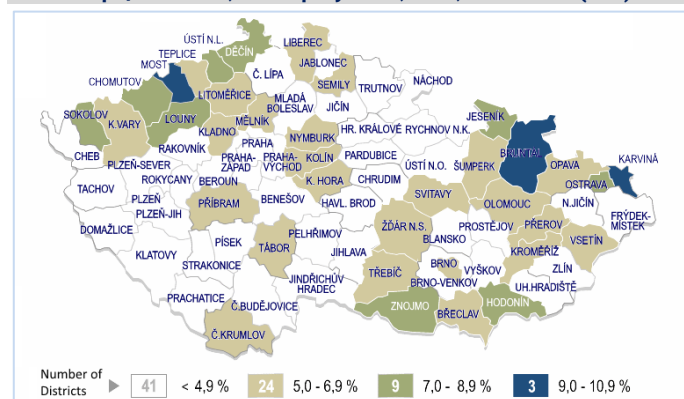 ÚSTÍ N.L.
DĚČÍN
LIBEREC
TEPLICE
MOST
JABLONEC
CHOMUTOV
Č. LÍPA
SEMILY
TRUTNOV
NÁCHOD
LITOMĚŘICE
MLADÁ
BOLESLAV
JIČÍN
SOKOLOV
K.VARY
LOUNY
MĚLNÍK
KLADNO
NYMBURK
HR. KRÁLOVÉ
RYCHNOV N.K.
JESENÍK
CHEB
RAKOVNÍK
PRAHA
PRAHA-
ZÁPAD
PRAHA-
VÝCHOD
KOLÍN
PARDUBICE
ÚSTÍ N.O.
ŠUMPERK
BRUNTÁL
OPAVA
KARVINÁ
PLZEŇ-SEVER
ROKYCANY
BEROUN
K. HORA
CHRUDIM
OSTRAVA
TACHOV
PLZEŇ
PLZEŇ-JIH
PŘÍBRAM
BENEŠOV
HAVL. BROD
SVITAVY
OLOMOUC
N.JIČÍN
FRÝDEK-
MÍSTEK
DOMAŽLICE
KLATOVY
PÍSEK
STRAKONICE
TÁBOR
PELHŘIMOV
JIHLAVA
ŽĎÁR N.S.
BLANSKO
PROSTĚJOV
PŘEROV
VSETÍN
KROMĚŘÍŽ
PRACHATICE
JINDŘICHŮV
HRADEC
TŘEBÍČ
BRNO
BRNO-VENKOV
VYŠKOV
ZLÍN
UH.HRADIŠTĚ
Č.BUDĚJOVICE
Č.KRUMLOV
ZNOJMO
BŘECLAV
HODONÍN
Number of
Districts
41 < 4,9 % 24 5,0 - 6,9 % 9 7,0 - 8,9 % 3 9,0 - 10,9 %